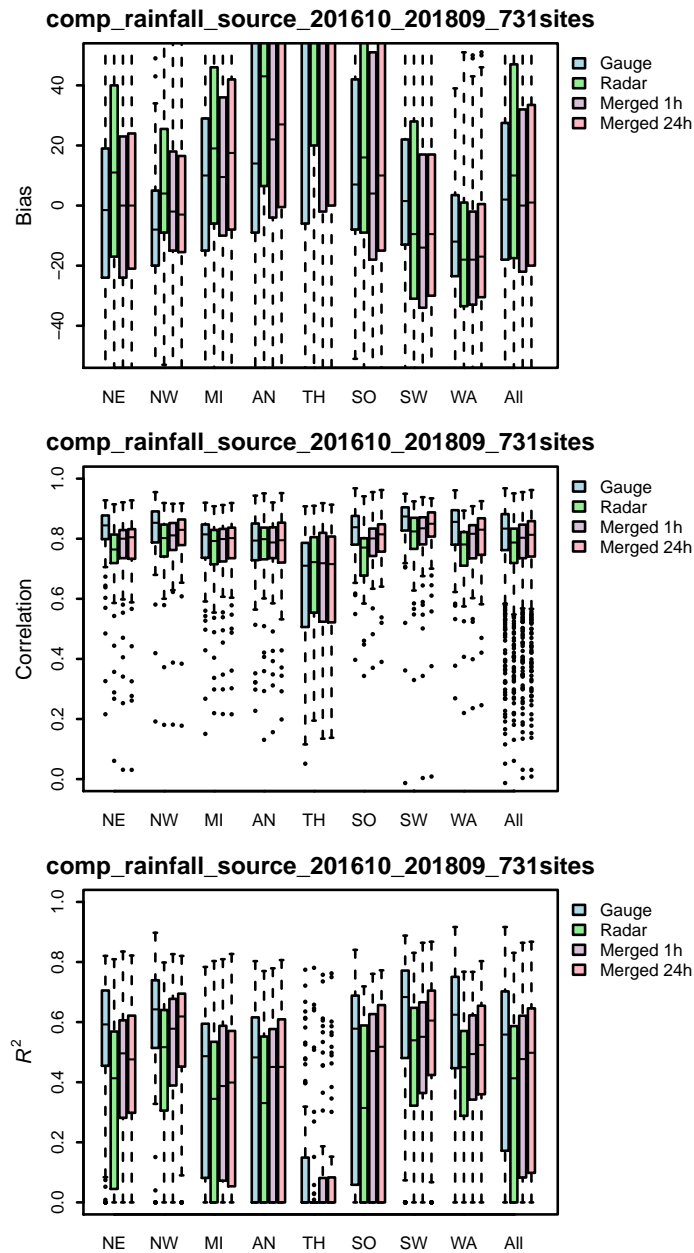 comp_rainfall_source_201610_201809_731sites
40
20
0
−20
−40
Bias
Gauge
Radar
Merged 1h
Merged 24h
NE NW MI AN TH SO SW WA All
comp_rainfall_source_201610_201809_731sites
1.0
0.8
0.6
0.4
0.2
0.0
Correlation
Gauge
Radar
Merged 1h
Merged 24h
NE NW MI AN TH SO SW WA All
comp_rainfall_source_201610_201809_731sites
1.0
0.8
0.6
0.4
0.2
0.0
R²
Gauge
Radar
Merged 1h
Merged 24h
NE NW MI AN TH SO SW WA All